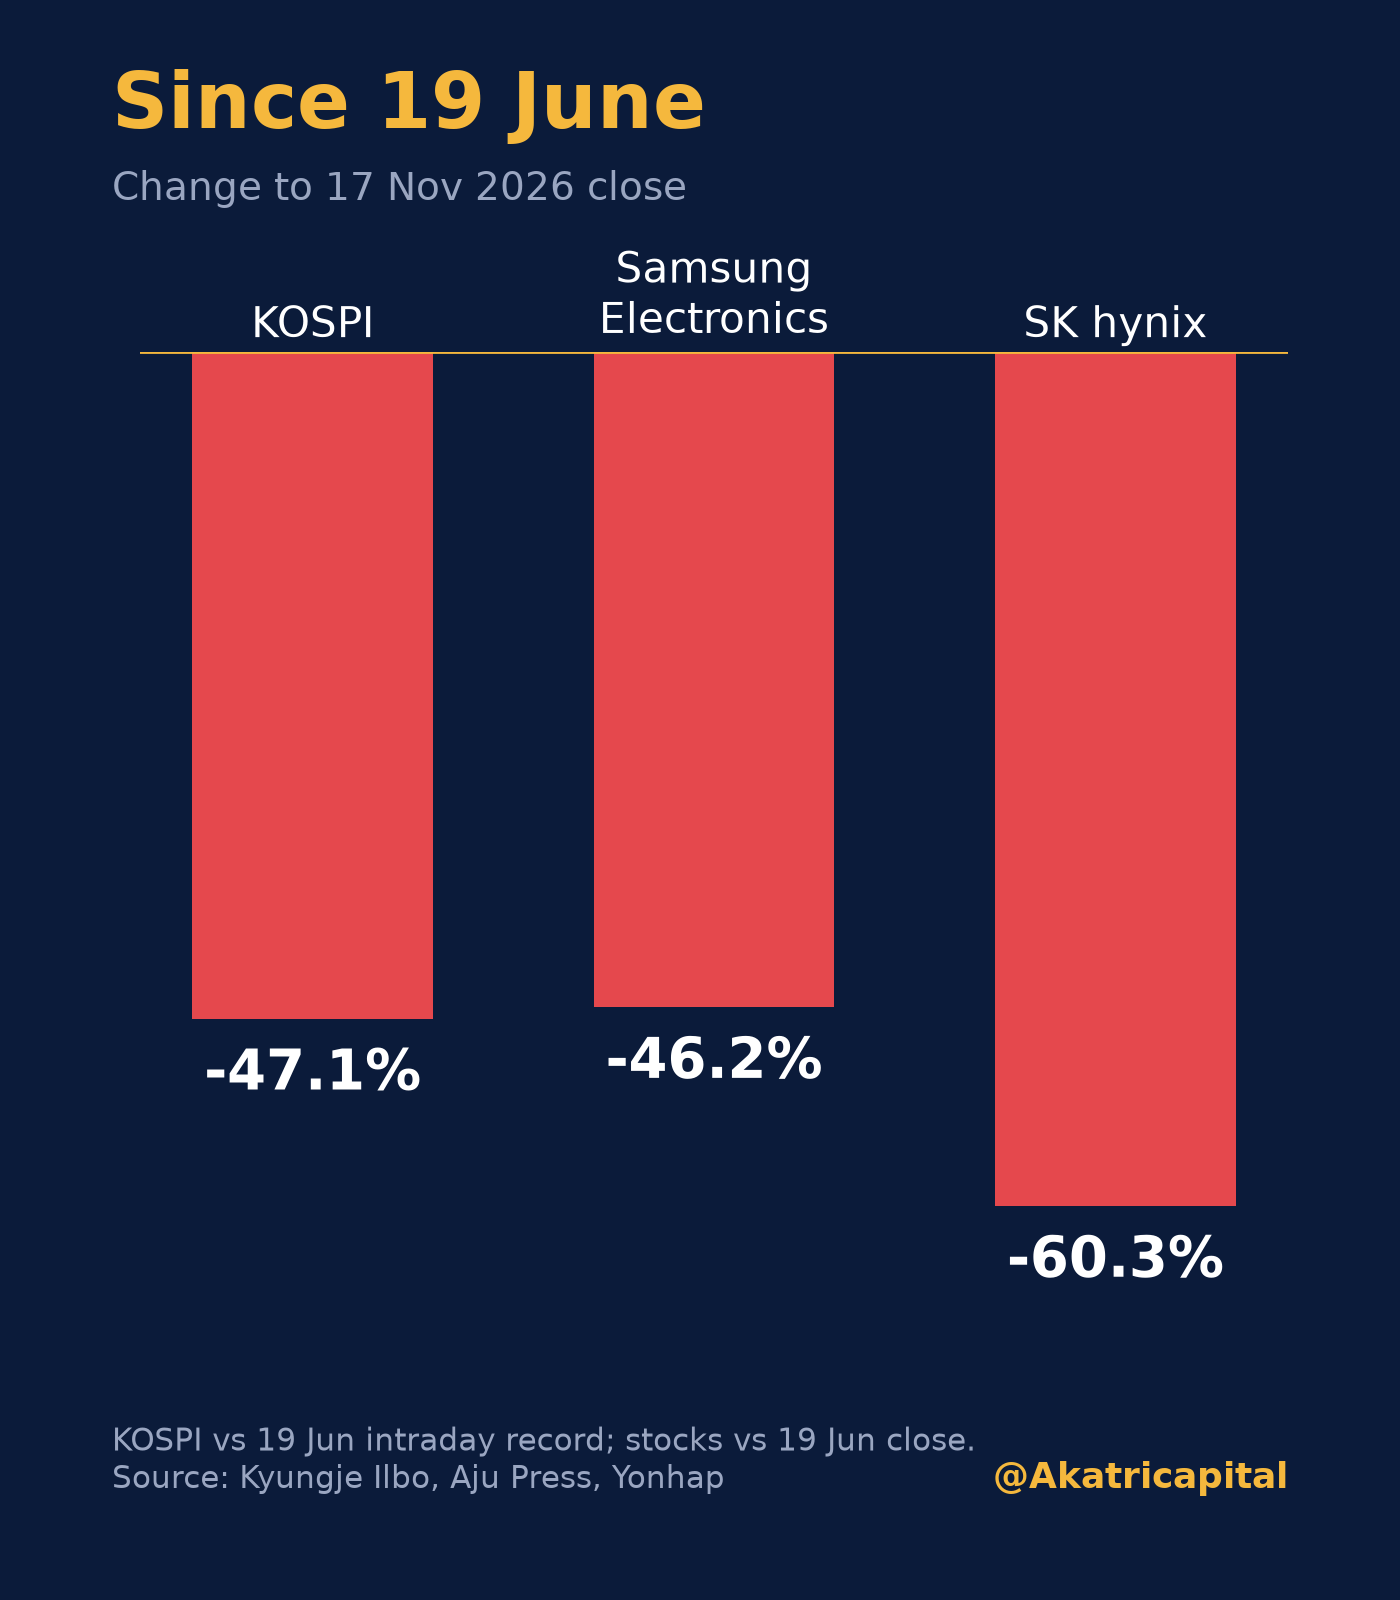 Since 19 June
Change to 17 Nov 2026 close
KOSPI
Samsung
Electronics
SK hynix
-47.1%
-46.2%
-60.3%
KOSPI vs 19 Jun intraday record; stocks vs 19 Jun close.
Source: Kyungje Ilbo, Aju Press, Yonhap
@Akatricapital